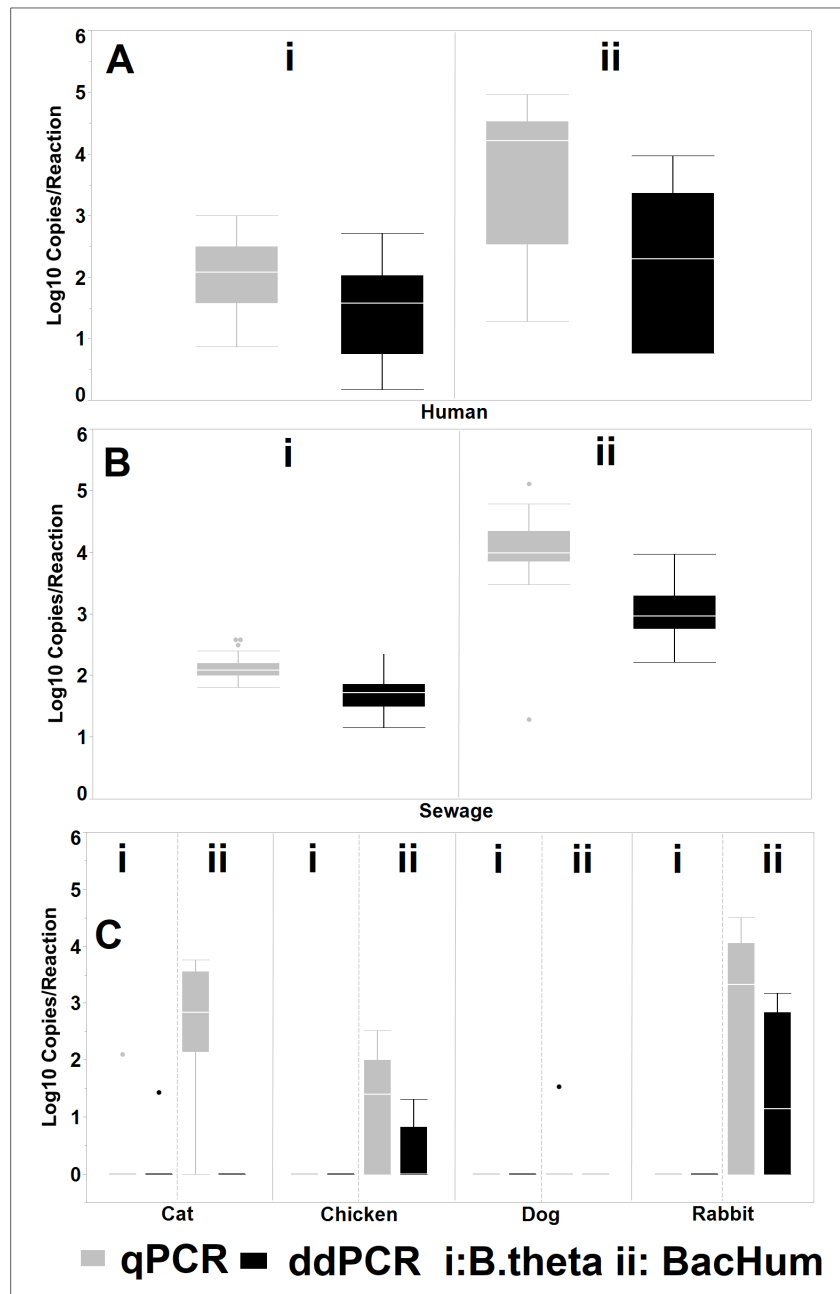 6
A i ii
5
4
3
2
1
0
Log10 Copies/Reaction
Human
6
B i ii
5
4
3
2
1
0
Log10 Copies/Reaction
Sewage
6
i ii i ii i ii i ii
5
C
4
3
2
1
0
Log10 Copies/Reaction
Cat Chicken Dog Rabbit
qPCR ddPCR i:B.theta ii: BacHum